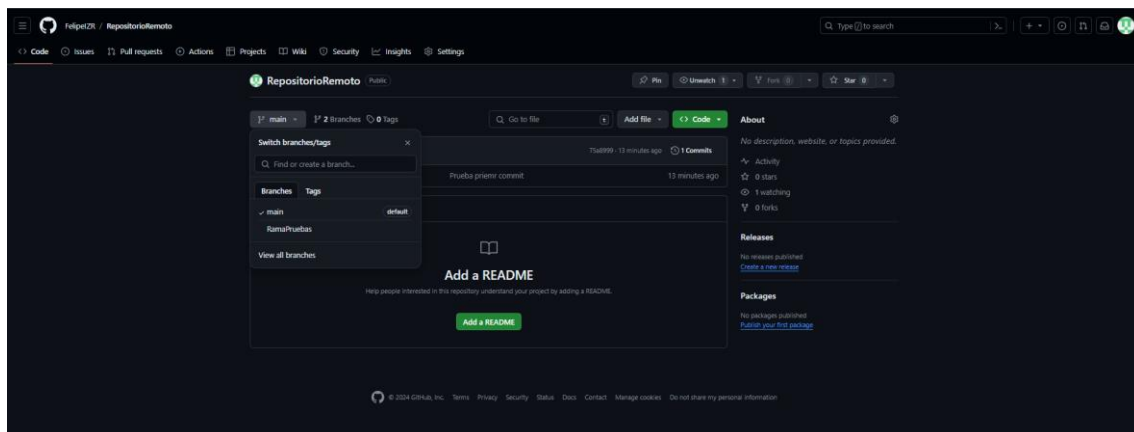 FelipeIZR / RepositorioRemoto
Type / to search
Code Issues Pull requests Actions Projects Wiki Security Insights Settings
RepositorioRemoto Public
Pin Unwatch 1 Fork 0 Star 0
main 2 Branches 0 Tags
Go to file t Add file Code
Switch branches/tags
Find or create a branch...
Branches Tags
main default
RamaPruebas
View all branches
13 minutes ago 1 Commits
Prueba priemr commit 13 minutes ago
Add a README
Help people interested in this repository understand your project by adding a README.
Add a README
About
No description, website, or topics provided.
Activity
0 stars
1 watching
0 forks
Releases
No releases published
Create a new release
Packages
No packages published
Publish your first package
© 2024 GitHub, Inc. Terms Privacy Security Status Docs Contact Manage cookies Do not share my personal information